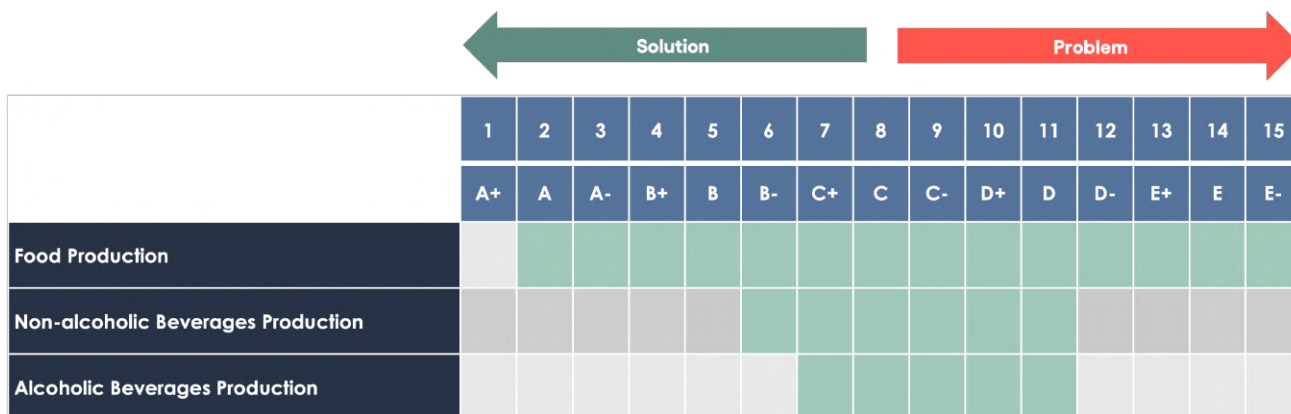 Solution Problem
1 2 3 4 5 6 7 8 9 10 11 12 13 14 15
A+ A A- B+ B B- C+ C C- D+ D D- E+ E E-
Food Production
Non-alcoholic Beverages Production
Alcoholic Beverages Production